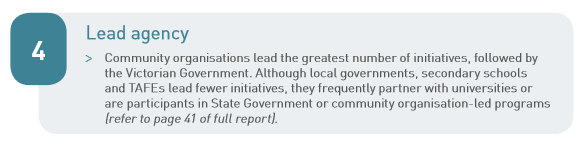 4
Lead agency
> Community organisations lead the greatest number of initiatives, followed by
the Victorian Government. Although local governments, secondary schools
and TAFEs lead fewer initiatives, they frequently partner with universities or
are participants in State Government or community organisation-led programs
(refer to page 41 of full report).